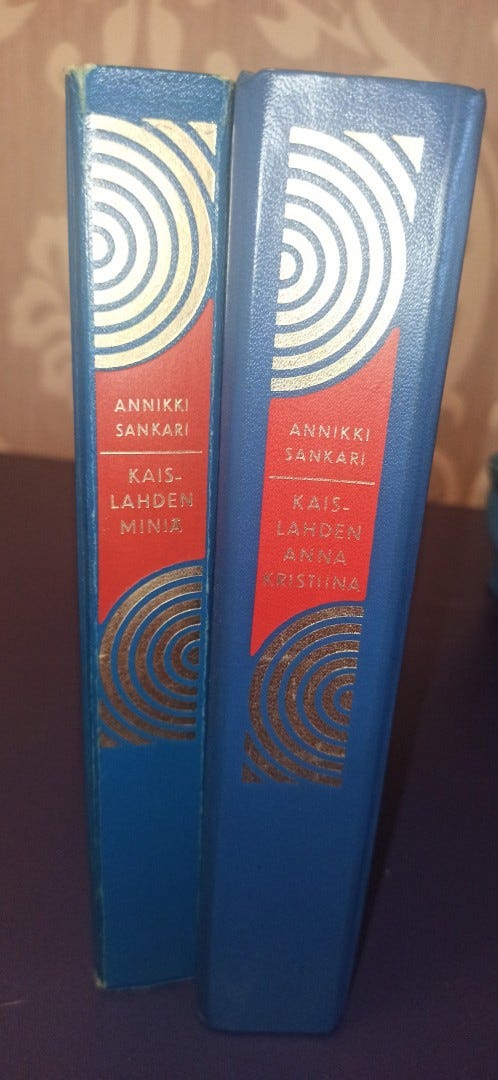 ANNIKKI
SANKARI
KAIS-
LAHDEN
MINIÄ
ANNIKKI
SANKARI
KAIS-
LAHDEN
ANNA
KRISTIINA